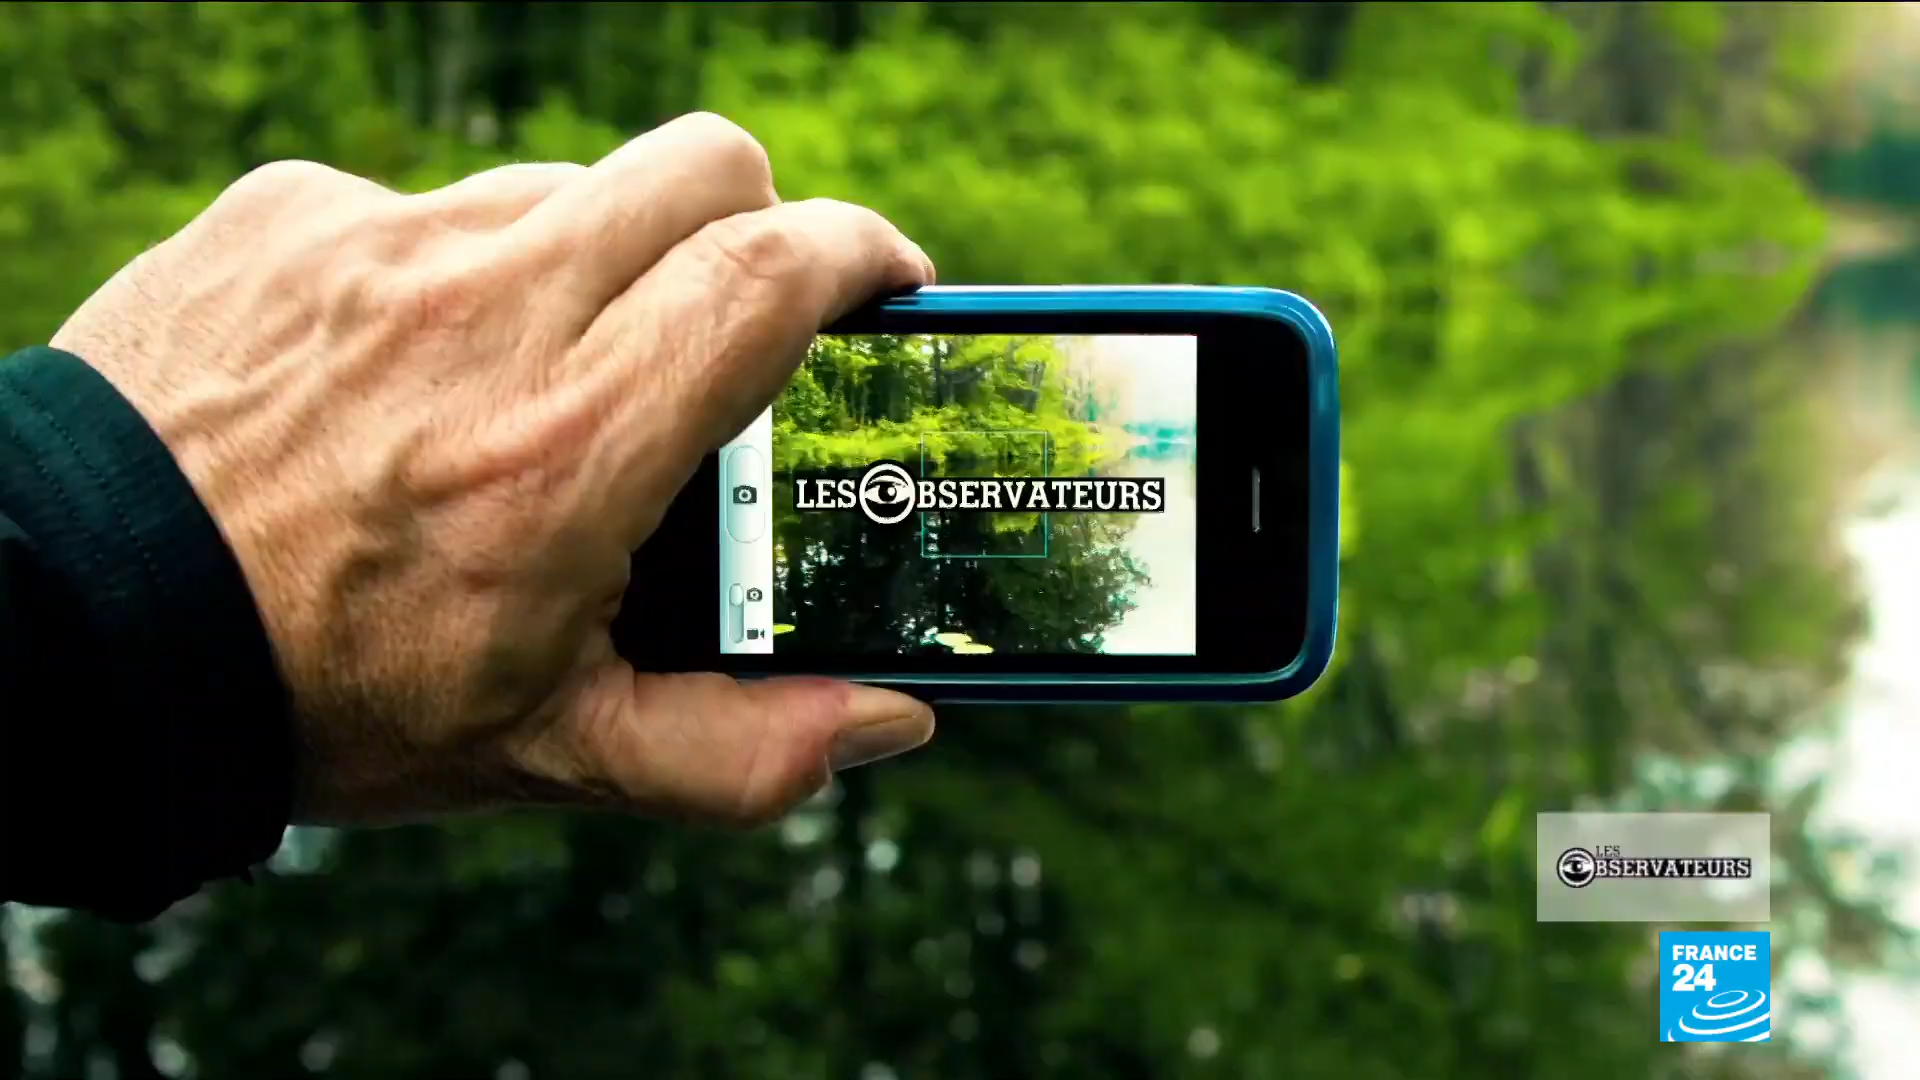 LES OBSERVATEURS
LES
OBSERVATEURS
FRANCE
24